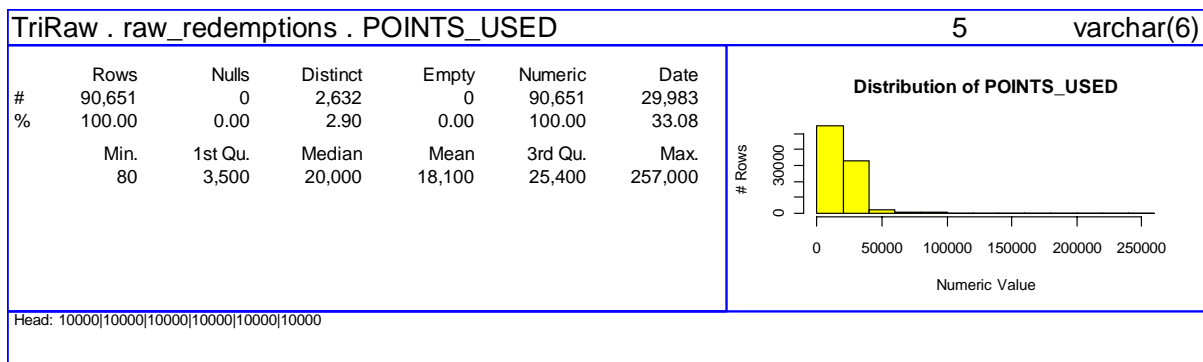 TriRaw . raw_redemptions . POINTS_USED 5 varchar(6)
Rows Nulls Distinct Empty Numeric Date
# 90,651 0 2,632 0 90,651 29,983
% 100.00 0.00 2.90 0.00 100.00 33.08
Min. 1st Qu. Median Mean 3rd Qu. Max.
80 3,500 20,000 18,100 25,400 257,000
Distribution of POINTS_USED
# Rows
30000
0
0 50000 100000 150000 200000 250000
Numeric Value
Head: 10000|10000|10000|10000|10000|10000